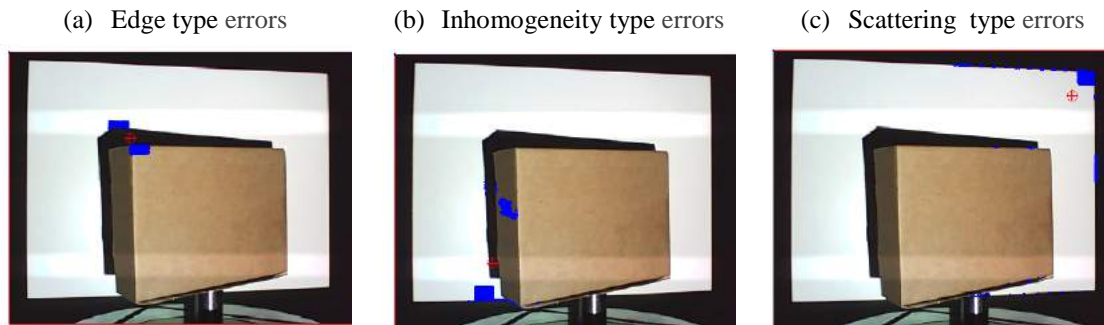 (a) Edge type errors
(b) Inhomogeneity type errors
(c) Scattering type errors